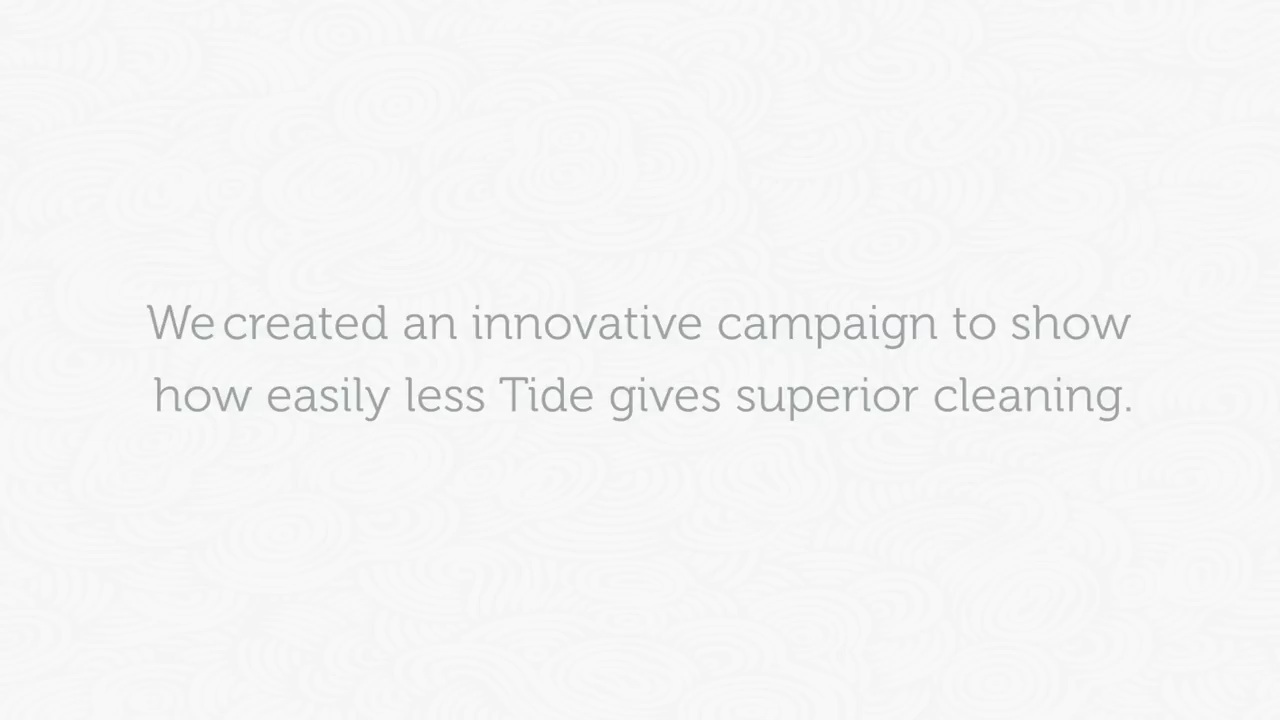 We created an innovative campaign to show
how easily less Tide gives superior cleaning.